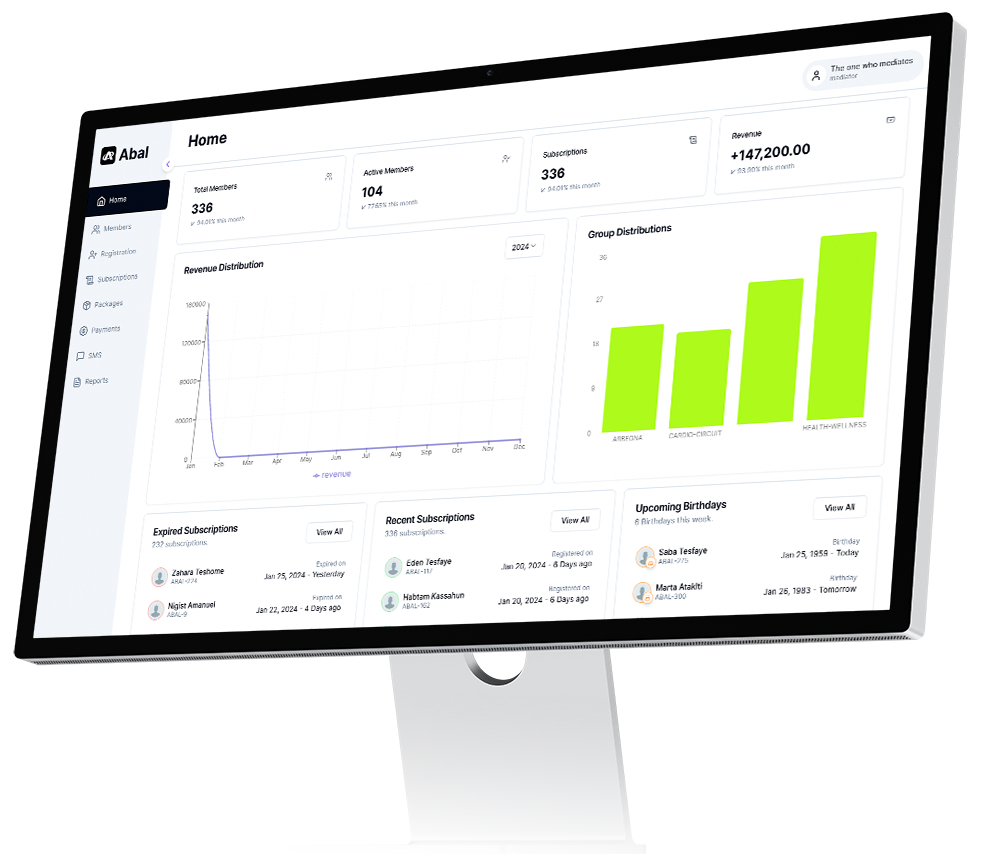 The one who mediates
mediator
Abal
Home
Home
Members
Registration
Subscriptions
Packages
Payments
SMS
Reports
Total Members
336
94.01% this month
Active Members
104
77.65% this month
Subscriptions
336
94.01% this month
Revenue
+147,200.00
93.90% this month
Revenue Distribution
2024
160000
120000
80000
40000
0
Jan Feb Mar Apr May Jun Jul Aug Sep Oct Nov Dec
revenue
Group Distributions
36
27
18
9
0
CARDIO-CIRCUIT
HEALTH-WELLNESS
Expired Subscriptions
232 subscriptions.
View All
Zahara Teshome
ABAL-224
Expired on
Jan 25, 2024 - Yesterday
Nigist Amanuel
ABAL-9
Expired on
Jan 22, 2024 - 4 Days ago
Recent Subscriptions
336 subscriptions.
View All
Eden Tesfaye
ABAL-117
Registered on
Jan 20, 2024 - 6 Days ago
Habtam Kassahun
ABAL-162
Registered on
Jan 20, 2024 - 6 Days ago
Upcoming Birthdays
6 Birthdays this week.
View All
Saba Tesfaye
ABAL-275
Birthday
Jan 25, 1959 - Today
Marta Ataklti
ABAL-300
Birthday
Jan 26, 1983 - Tomorrow